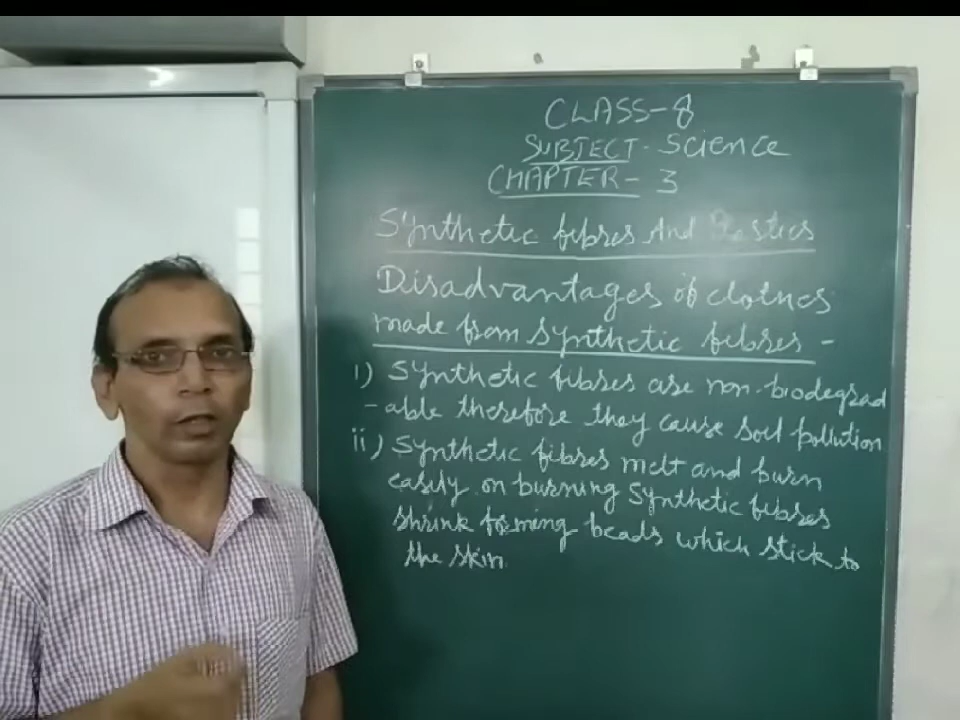 CLASS-8
SUBJECT- Science
CHAPTER- 3
Synthetic fibres And Plastics
Disadvantages of clothes
made from synthetic fibres -
i) Synthetic fibres are non-biodegrad
-able therefore they cause soil pollution
ii) Synthetic fibres melt and burn
easily on burning synthetic fibres
shrink forming beads which stick to
the skin.